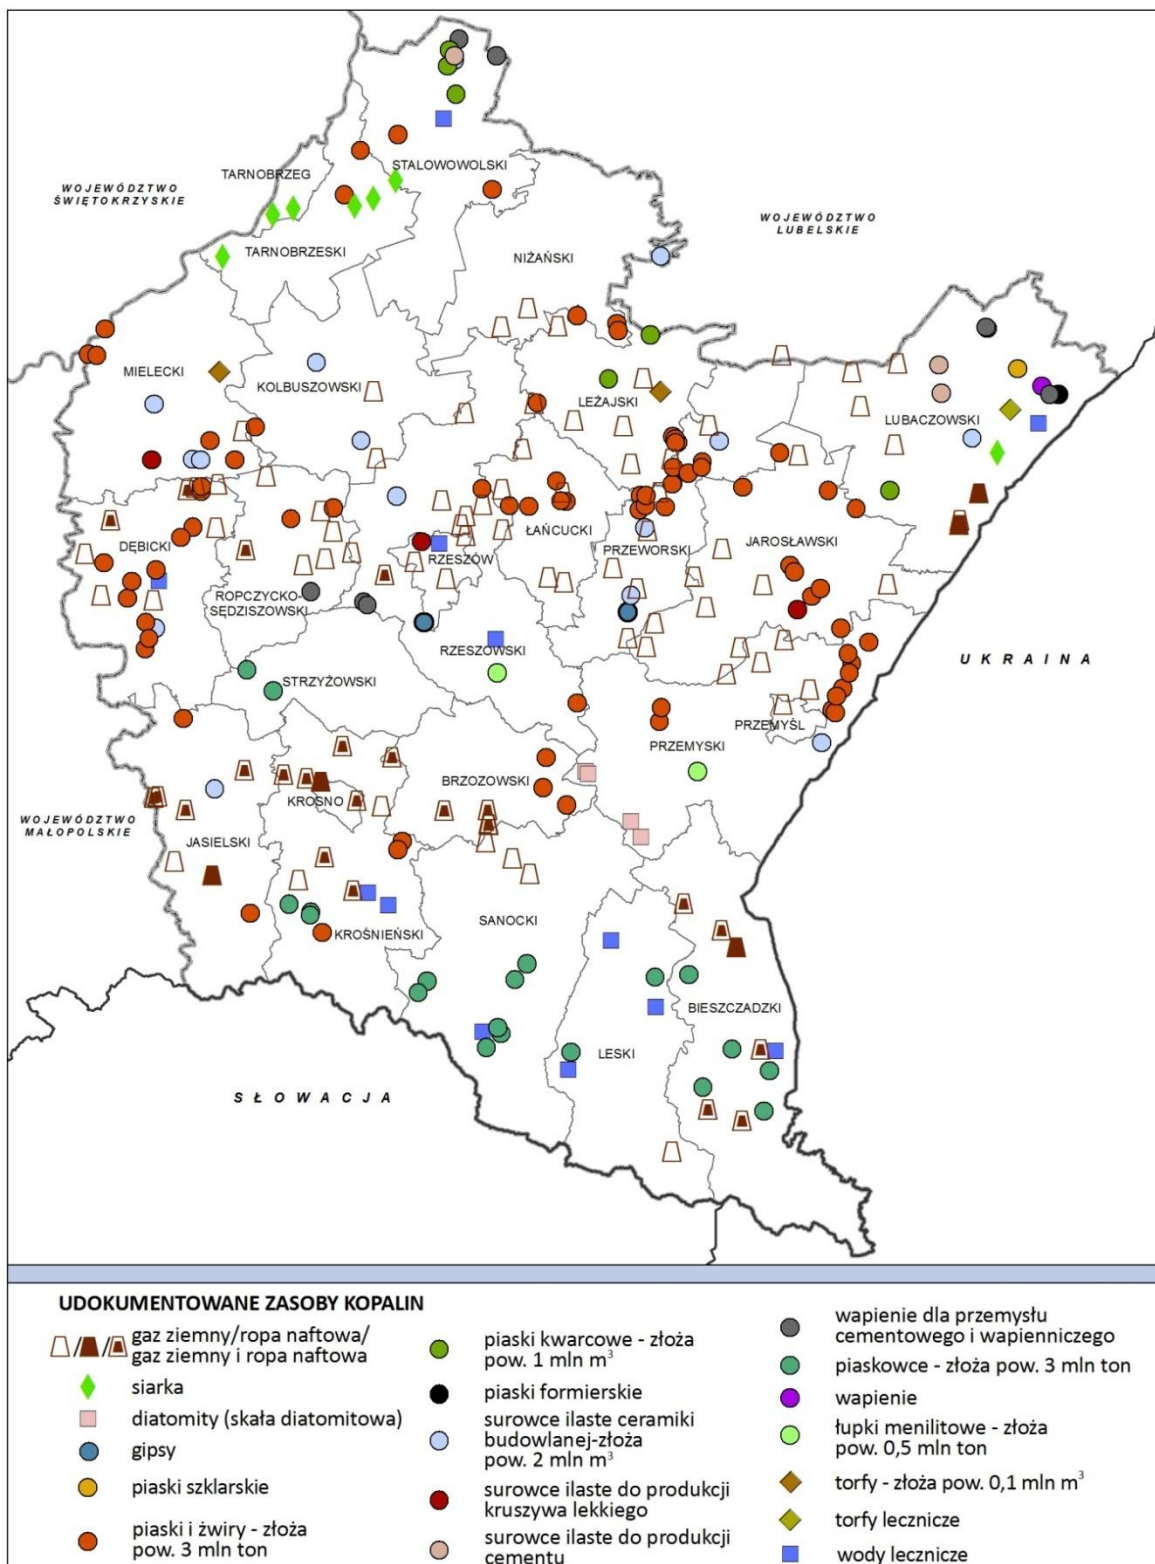 TARNOBRZEG
STALOWOWOLSKI
WOJEWÓDZTWO
ŚWIĘTOKRZYSKIE
WOJEWÓDZTWO
LUBELSKIE
TARNOBRZESKI
NIŻAŃSKI
MIELECKI
KOLBUSZOWSKI
LEŻAJSKI
LUBACZOWSKI
DĘBICKI
ŁAŃCUCKI
RZESZÓW
PRZEWORSKI
JAROSŁAWSKI
ROPCZYCKO-
SĘDZISZOWSKI
RZESZOWSKI
UKRAINA
STRZYŻOWSKI
PRZEMYŚL
PRZEMYSKI
BRZOZOWSKI
KROSNO
WOJEWÓDZTWO
MAŁOPOLSKIE
JASIELSKI
SANOCKI
KROŚNIEŃSKI
BIESZCZADZKI
LESKI
SŁOWACJA
UDOKUMENTOWANE ZASOBY KOPALIN
gaz ziemny/ropa naftowa/
gaz ziemny i ropa naftowa
siarka
diatomity (skała diatomitowa)
gipsy
piaski szklarskie
piaski i żwiry - złoża
pow. 3 mln ton
piaski kwarcowe - złoża
pow. 1 mln m³
piaski formierskie
surowce ilaste ceramiki
budowlanej-złoża
pow. 2 mln m³
surowce ilaste do produkcji
kruszywa lekkiego
surowce ilaste do produkcji
cementu
wapienie dla przemysłu
cementowego i wapienniczego
piaskowce - złoża pow. 3 mln ton
wapienie
łupki menilitowe - złoża
pow. 0,5 mln ton
torfy - złoża pow. 0,1 mln m³
torfy lecznicze
wody lecznicze